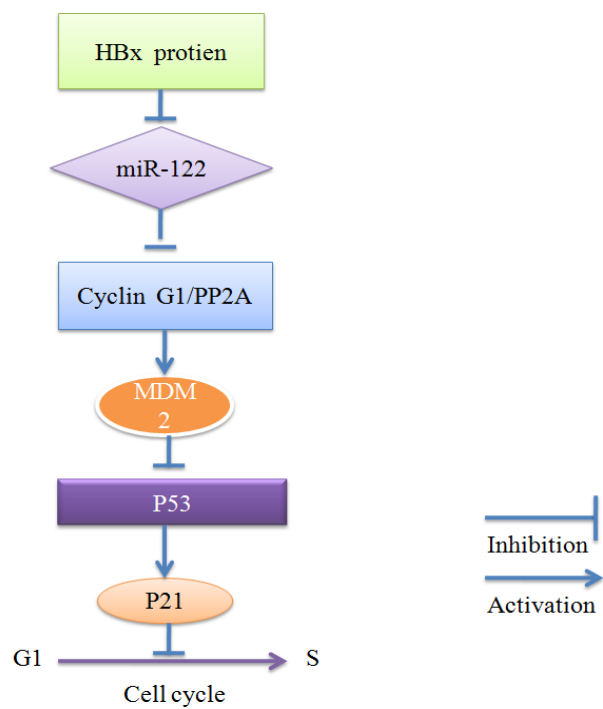 HBx protien
miR-122
Cyclin G1/PP2A
MDM
2
P53
P21
G1
S
Cell cycle
Inhibition
Activation